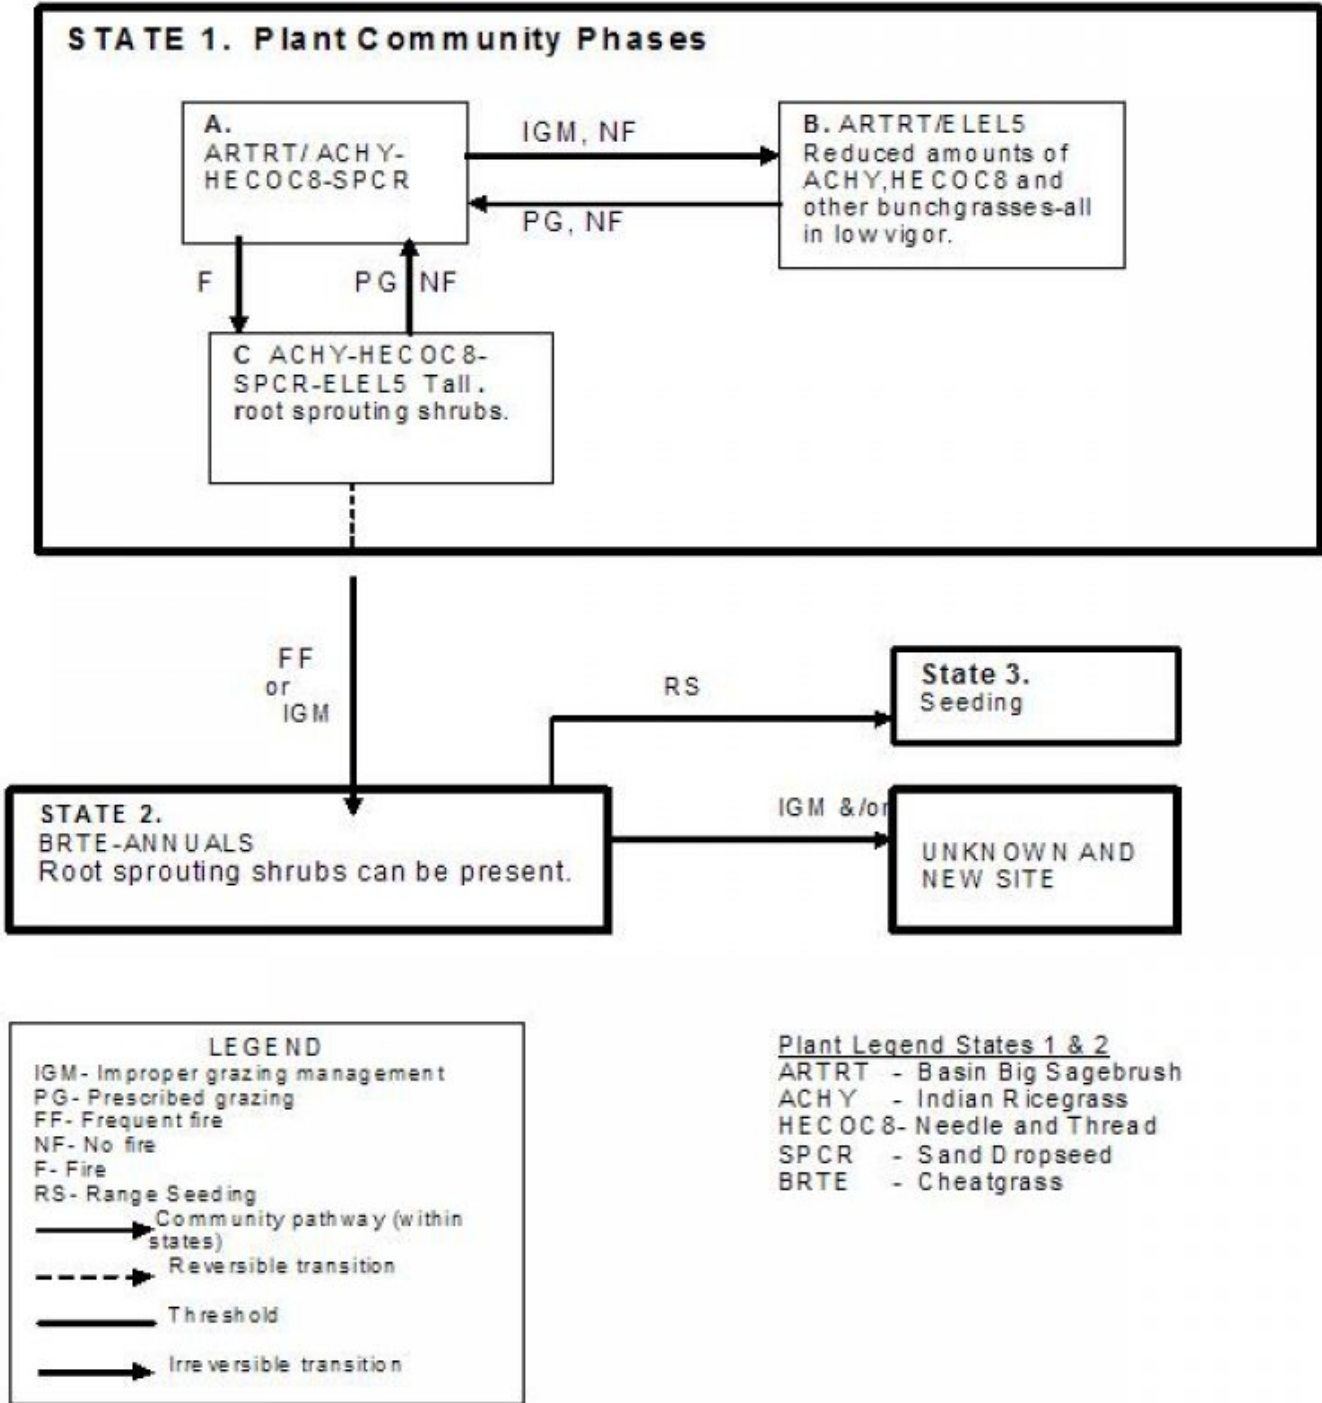 STATE 1. Plant Community Phases
A.
ARTRT/ ACHY-
HECOC8-SPCR
IGM, NF
PG, NF
B. ARTRT/ELEL5
Reduced amounts of
ACHY,HECOC8 and
other bunchgrasses-all
in low vigor.
F
PG NF
C ACHY-HECOC8-
SPCR-ELEL5 Tall.
root sprouting shrubs.
FF
or
IGM
RS
State 3.
Seeding
STATE 2.
BRTE-ANNUALS
Root sprouting shrubs can be present.
IGM &/or
UNKNOWN AND
NEW SITE
LEGEND
IGM- Improper grazing management
PG- Prescribed grazing
FF- Frequent fire
NF- No fire
F- Fire
RS- Range Seeding
Community pathway (within
states)
Reversible transition
Threshold
Irreversible transition
Plant Legend States 1 & 2
ARTRT - Basin Big Sagebrush
ACHY - Indian Ricegrass
HECOC8- Needle and Thread
SPCR - Sand Dropseed
BRTE - Cheatgrass